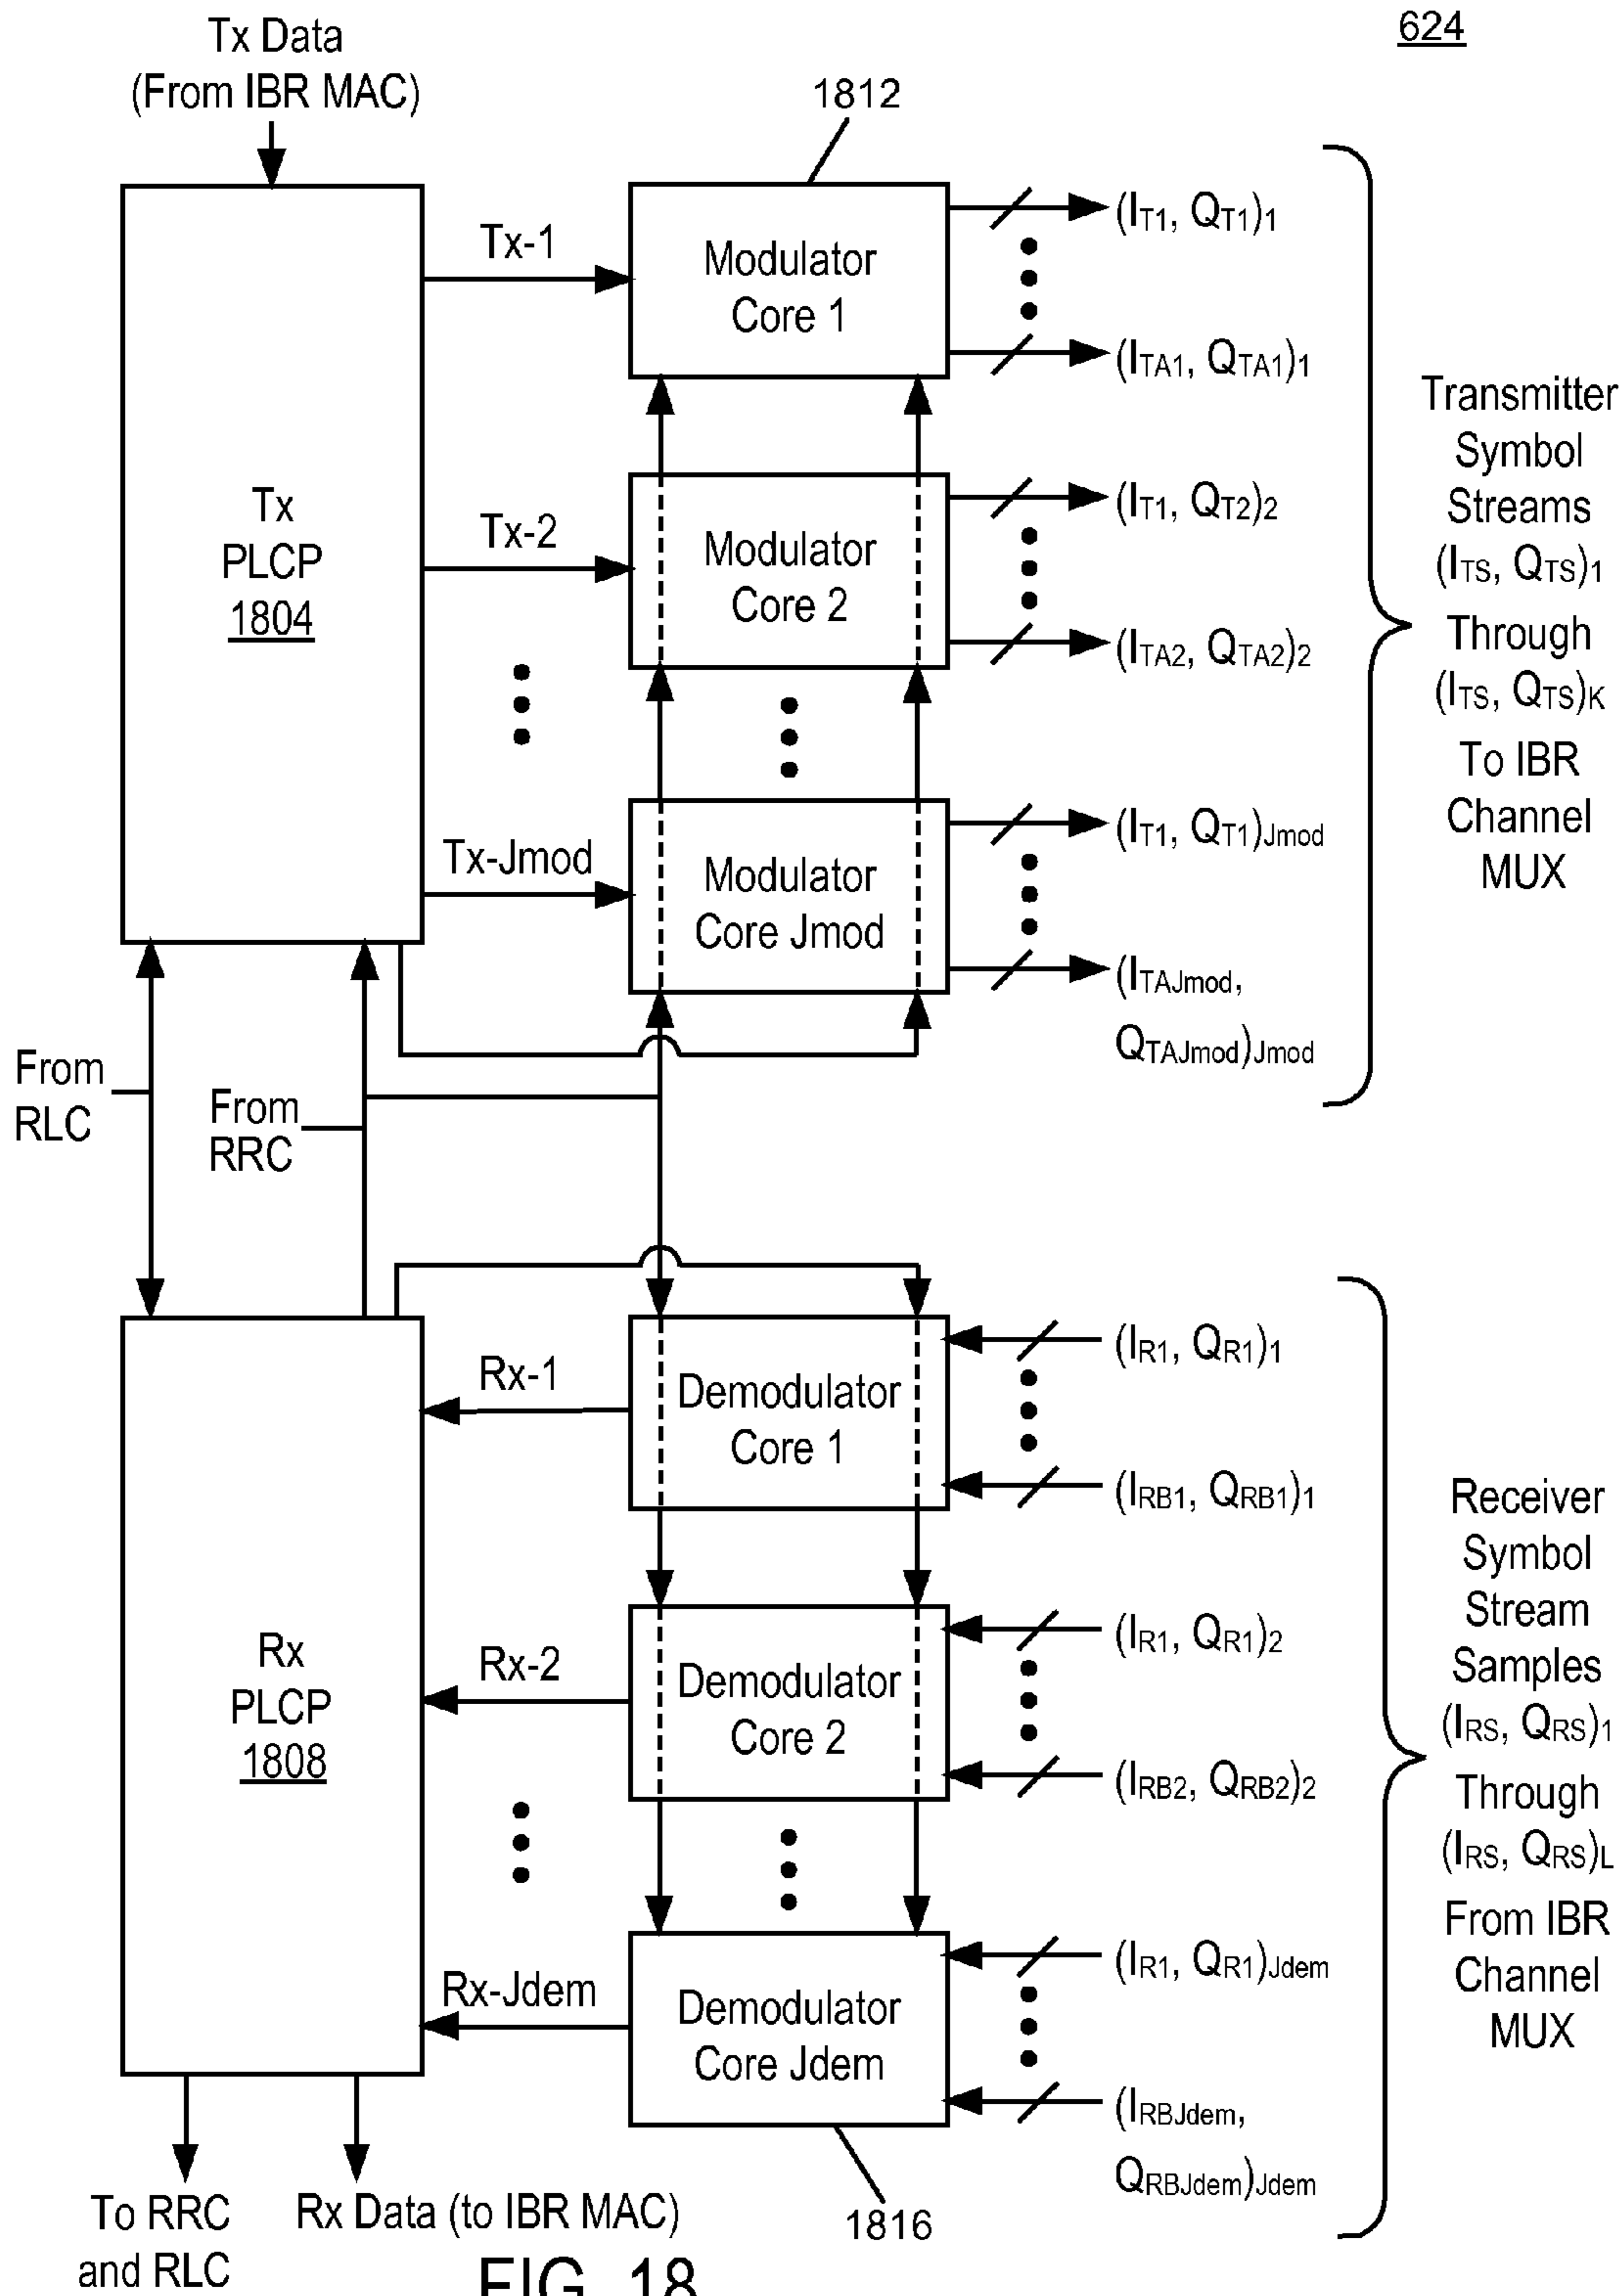 624
Tx Data
(From IBR MAC)
1812
Tx
PLCP
1804
Tx-1
Tx-2
Tx-Jmod
Modulator
Core 1
Modulator
Core 2
Modulator
Core Jmod
(IT1, QT1)1
(ITA1, QTA1)1
(IT1, QT2)2
(ITA2, QTA2)2
(IT1, QT1)Jmod
(ITAJmod,
QTAJmod)Jmod
Transmitter
Symbol
Streams
(ITS, QTS)1
Through
(ITS, QTS)K
To IBR
Channel
MUX
From
RLC
From
RRC
Rx
PLCP
1808
Rx-1
Rx-2
Rx-Jdem
Demodulator
Core 1
Demodulator
Core 2
Demodulator
Core Jdem
(IR1, QR1)1
(IRB1, QRB1)1
(IR1, QR1)2
(IRB2, QRB2)2
(IR1, QR1)Jdem
(IRBJdem,
QRBJdem)Jdem
Receiver
Symbol
Stream
Samples
(IRS, QRS)1
Through
(IRS, QRS)L
From IBR
Channel
MUX
To RRC
and RLC
Rx Data (to IBR MAC)
1816
FIG. 18